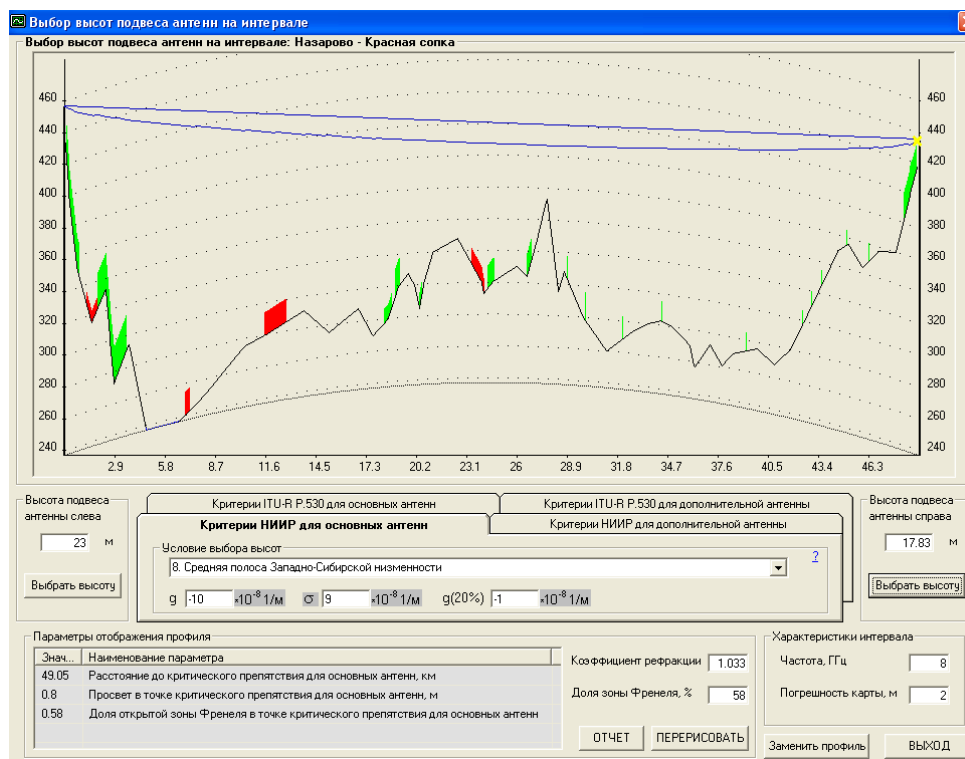 Выбор высот подвеса антенн на интервале
Выбор высот подвеса антенн на интервале: Назарово - Красная сопка
460 460
440 440
420 420
400 400
380 380
360 360
340 340
320 320
300 300
280 280
260 260
240 240
2.9 5.8 8.7 11.6 14.5 17.3 20.2 23.1 26 28.9 31.8 34.7 37.6 40.5 43.4 46.3
Высота подвеса антенны слева
23 м
Выбрать высоту
Критерии ITU-R P.530 для основных антенн
Критерии ITU-R P.530 для дополнительной антенны
Критерии НИИР для основных антенн
Критерии НИИР для дополнительной антенны
Условие выбора высот
?
8. Средняя полоса Западно-Сибирской низменности
g -10 *10⁻⁸ 1/м σ 9 *10⁻⁸ 1/м g(20%) -1 *10⁻⁸ 1/м
Высота подвеса антенны справа
17.83 м
Выбрать высоту
Параметры отображения профиля
Знач... Наименование параметра
49.05 Расстояние до критического препятствия для основных антенн, км
0.8 Просвет в точке критического препятствия для основных антенн, м
0.58 Доля открытой зоны Френеля в точке критического препятствия для основных антенн
Коэффициент рефракции 1.033
Доля зоны Френеля, % 58
ОТЧЕТ ПЕРЕРИСОВАТЬ
Характеристики интервала
Частота, ГГц 8
Погрешность карты, м 2
Заменить профиль ВЫХОД